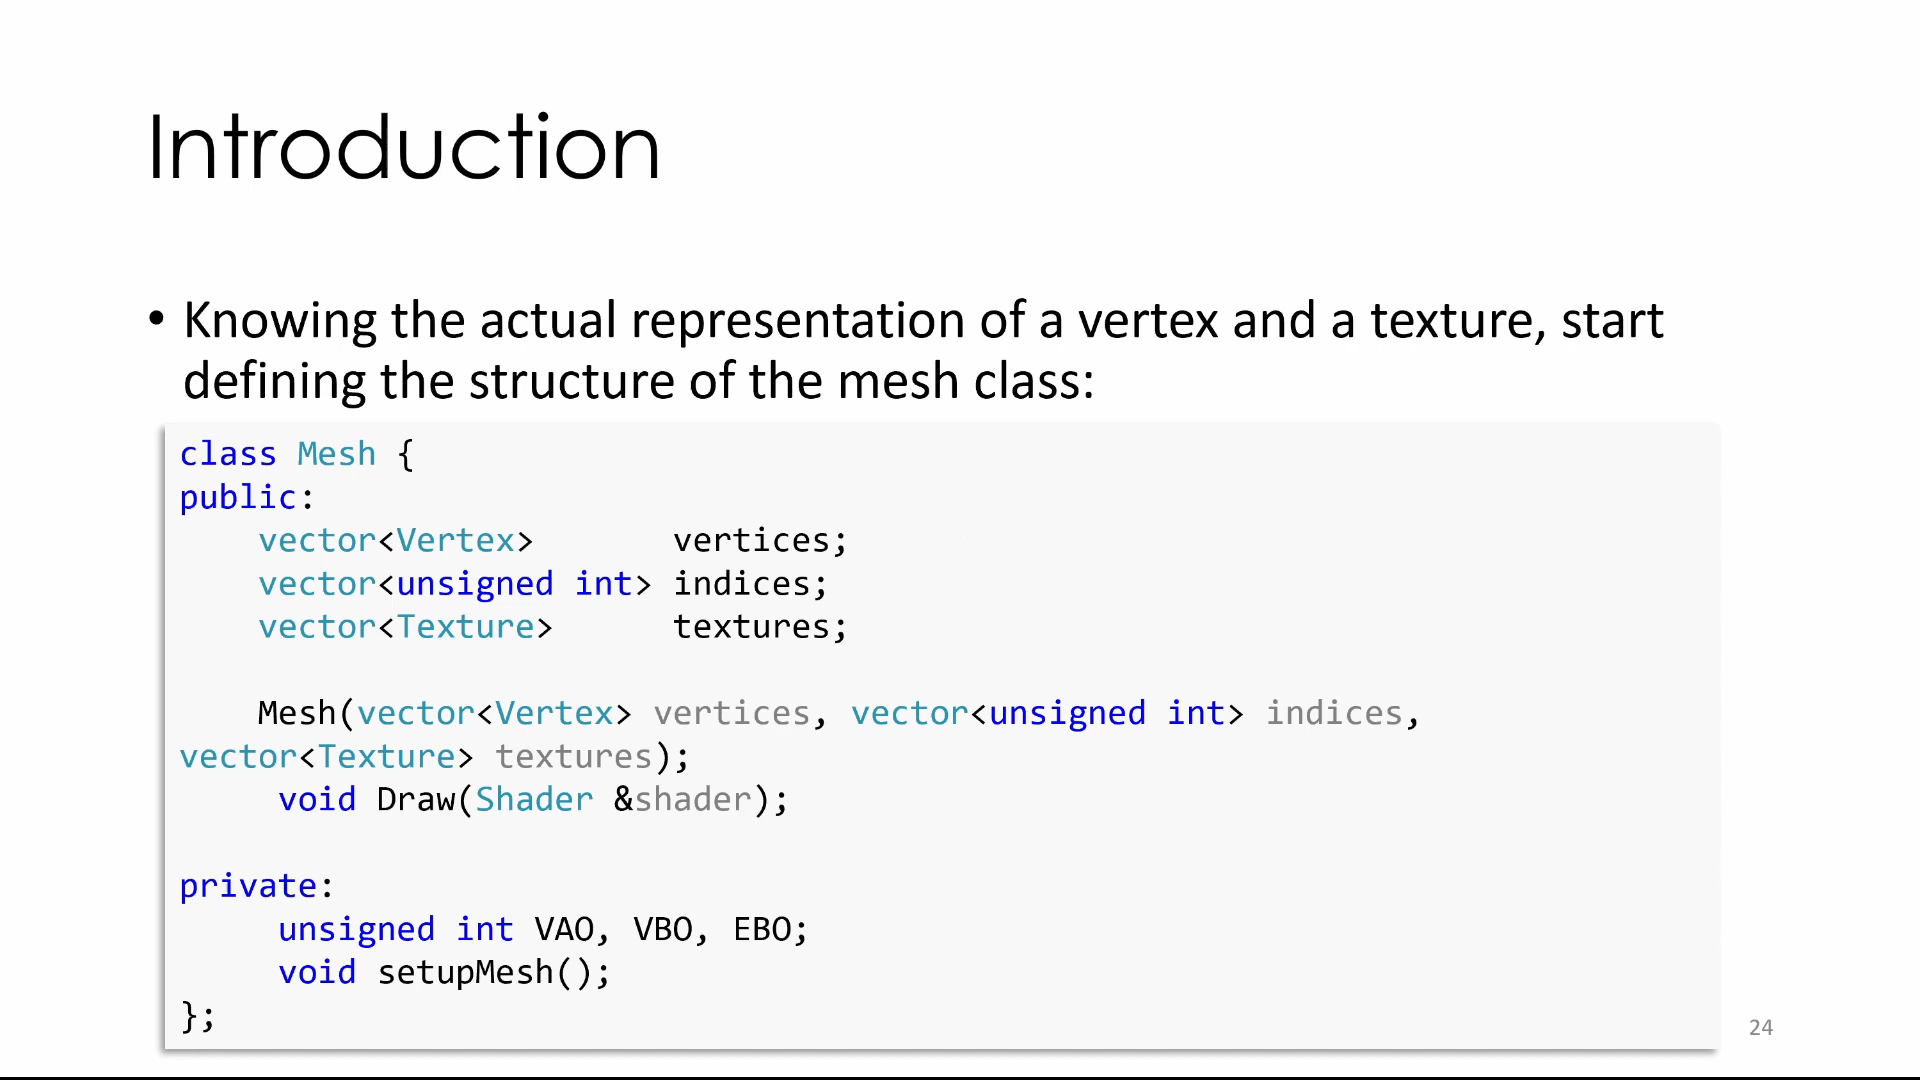 Introduction
• Knowing the actual representation of a vertex and a texture, start
defining the structure of the mesh class:
class Mesh {
public:
    vector<Vertex>       vertices;
    vector<unsigned int> indices;
    vector<Texture>      textures;

    Mesh(vector<Vertex> vertices, vector<unsigned int> indices,
vector<Texture> textures);
     void Draw(Shader &shader);

private:
     unsigned int VAO, VBO, EBO;
     void setupMesh();
};
24